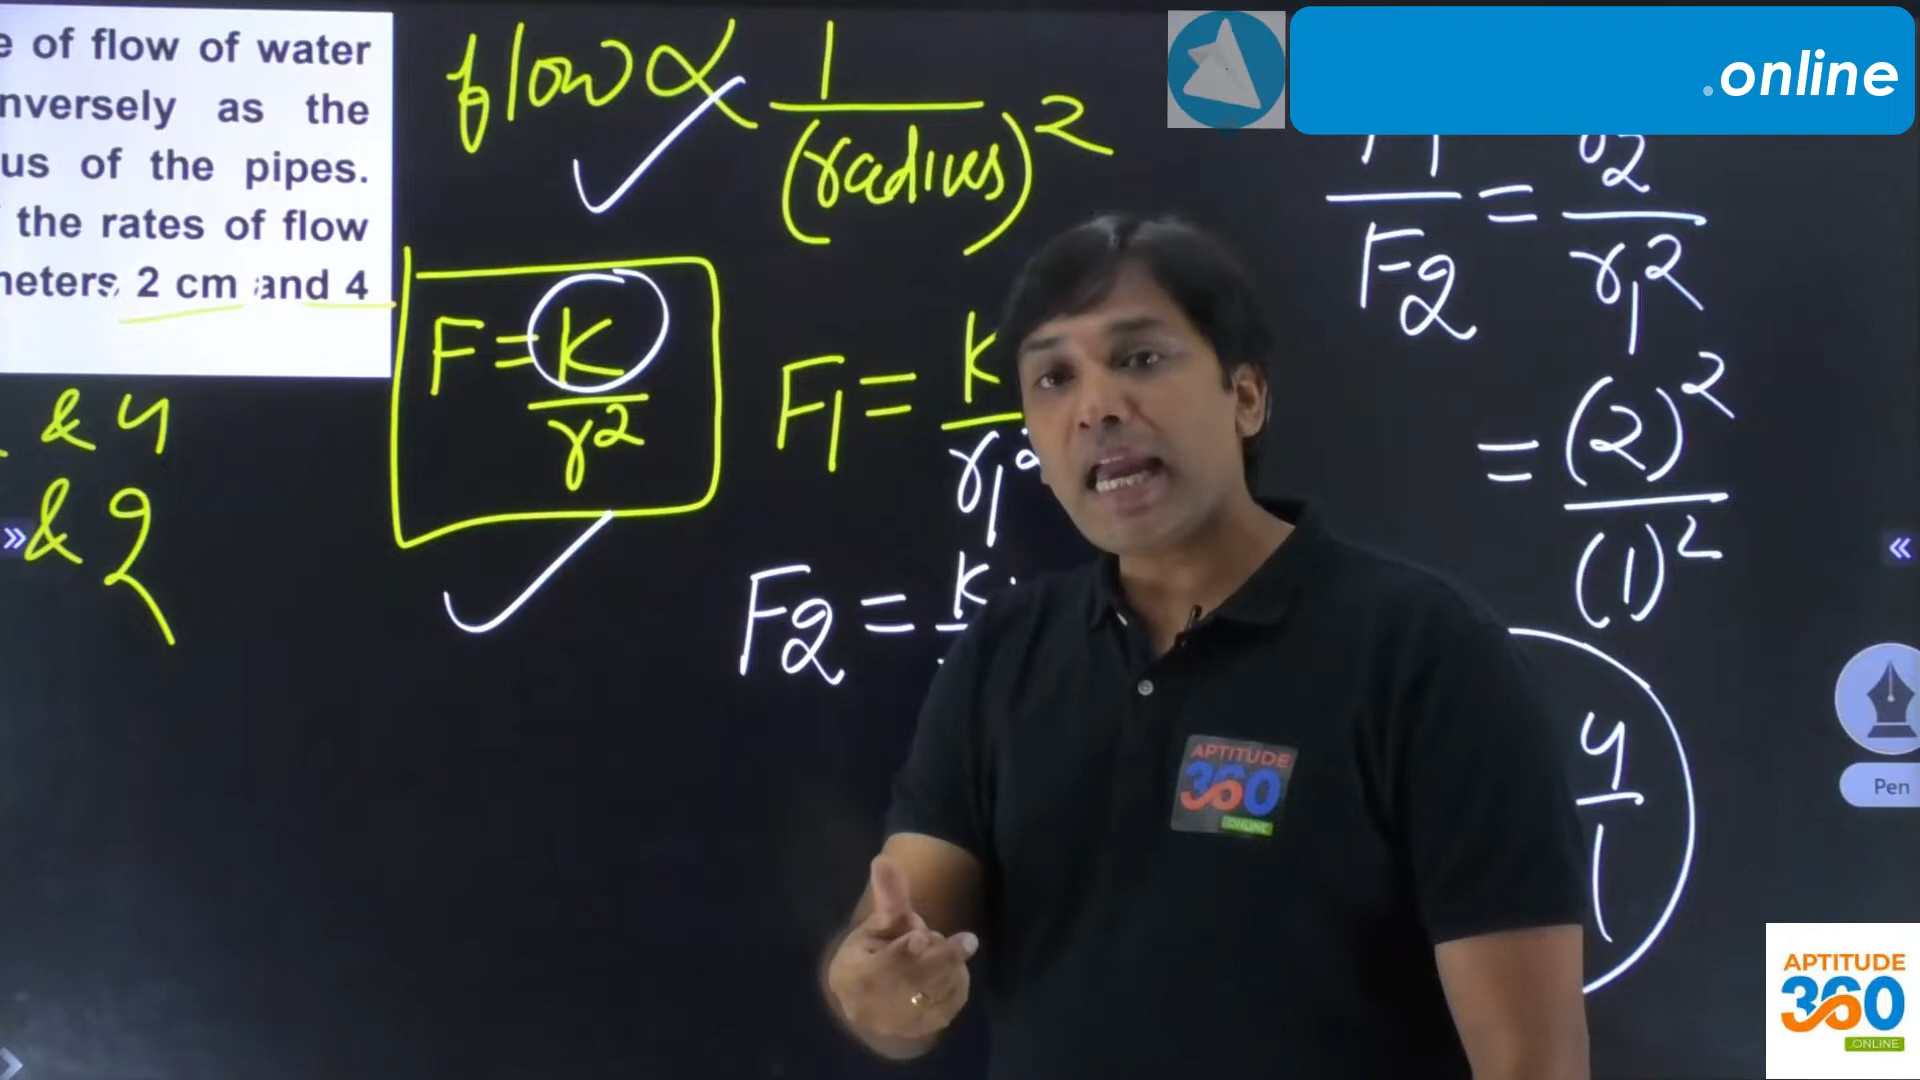 e of flow of water
nversely as the
us of the pipes.
the rates of flow
neters 2 cm and 4
flow ∝ 1 / (radius)²
F = K / r²
& 4
& 2
F1 = K / r1²
F2 = K
F2 = r1²
= (2)² / (1)²
4 / 1
.online
»
«
Pen
APTITUDE
360
ONLINE
APTITUDE
360
.ONLINE